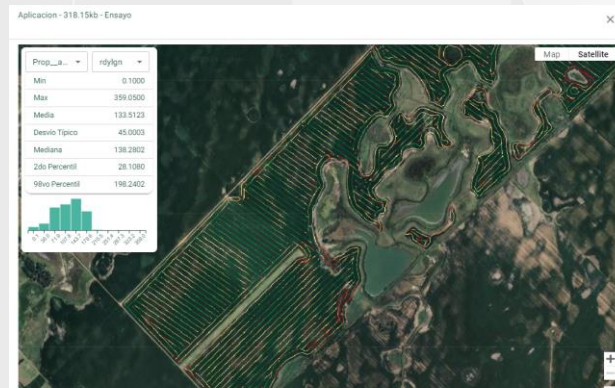 Aplicacion - 318.15kb - Ensayo
Map Satellite
Prop__a... rdylgn
Min 0.1000
Max 359.0500
Media 133.5123
Desvío Típico 45.0003
Mediana 138.2802
2do Percentil 28.1080
98vo Percentil 198.2402